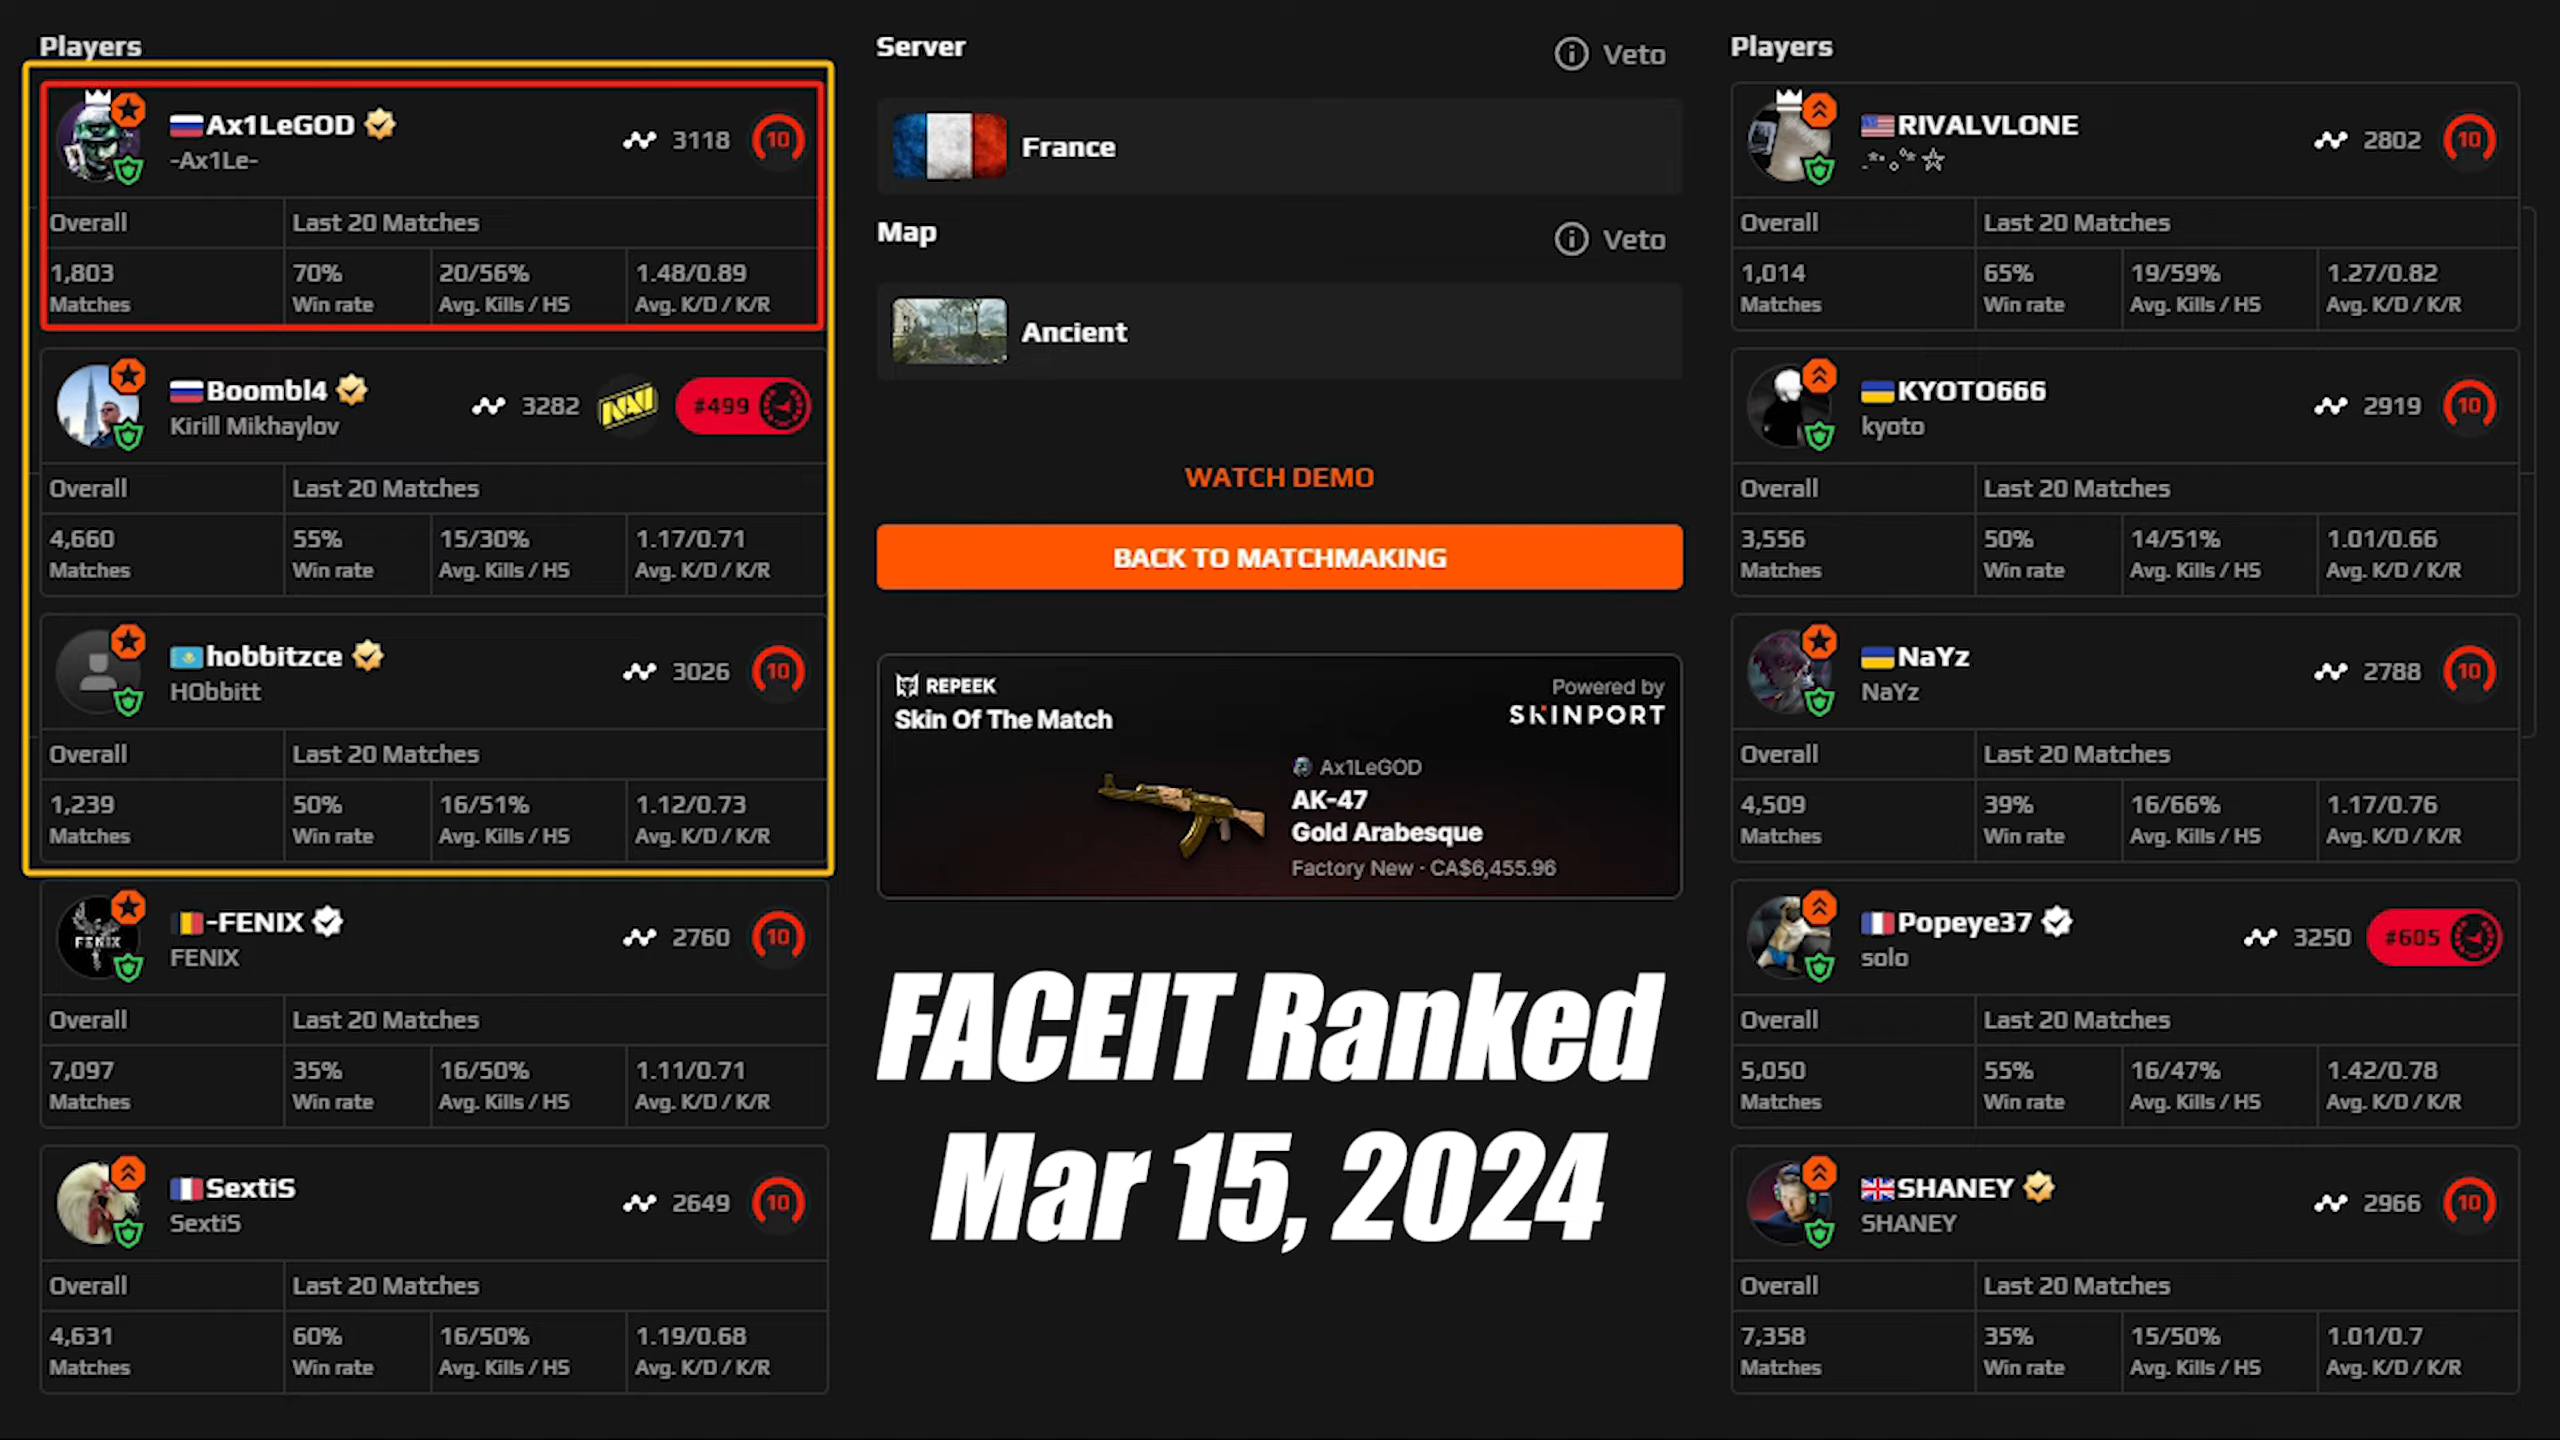 Players
Ax1LeGOD
-Ax1Le-
3118
10
Overall
Last 20 Matches
1,803
Matches
70%
Win rate
20/56%
Avg. Kills / HS
1.48/0.89
Avg. K/D / K/R
Boombl4
Kirill Mikhaylov
3282
NAVI
#499
Overall
Last 20 Matches
4,660
Matches
55%
Win rate
15/30%
Avg. Kills / HS
1.17/0.71
Avg. K/D / K/R
hobbitzce
HObbitt
3026
10
Overall
Last 20 Matches
1,239
Matches
50%
Win rate
16/51%
Avg. Kills / HS
1.12/0.73
Avg. K/D / K/R
FENIX
-FENIX
FENIX
2760
10
Overall
Last 20 Matches
7,097
Matches
35%
Win rate
16/50%
Avg. Kills / HS
1.11/0.71
Avg. K/D / K/R
SextiS
SextiS
2649
10
Overall
Last 20 Matches
4,631
Matches
60%
Win rate
16/50%
Avg. Kills / HS
1.19/0.68
Avg. K/D / K/R
Server
Veto
France
Map
Veto
Ancient
WATCH DEMO
BACK TO MATCHMAKING
REPEEK
Skin Of The Match
Powered by
SKINPORT
Ax1LeGOD
AK-47
Gold Arabesque
Factory New · CA$6,455.96
FACEIT Ranked
Mar 15, 2024
Players
RIVALVLONE
2802
10
Overall
Last 20 Matches
1,014
Matches
65%
Win rate
19/59%
Avg. Kills / HS
1.27/0.82
Avg. K/D / K/R
KYOTO666
kyoto
2919
10
Overall
Last 20 Matches
3,556
Matches
50%
Win rate
14/51%
Avg. Kills / HS
1.01/0.66
Avg. K/D / K/R
NaYz
NaYz
2788
10
Overall
Last 20 Matches
4,509
Matches
39%
Win rate
16/66%
Avg. Kills / HS
1.17/0.76
Avg. K/D / K/R
Popeye37
solo
3250
#605
Overall
Last 20 Matches
5,050
Matches
55%
Win rate
16/47%
Avg. Kills / HS
1.42/0.78
Avg. K/D / K/R
SHANEY
SHANEY
2966
10
Overall
Last 20 Matches
7,358
Matches
35%
Win rate
15/50%
Avg. Kills / HS
1.01/0.7
Avg. K/D / K/R